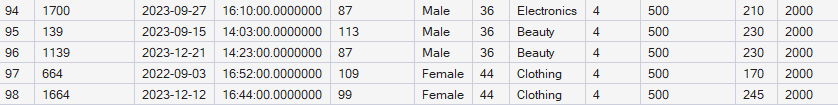 94 1700 2023-09-27 16:10:00.0000000 87 Male 36 Electronics 4 500 210 2000
95 139 2023-09-15 14:03:00.0000000 113 Male 36 Beauty 4 500 230 2000
96 1139 2023-12-21 14:23:00.0000000 87 Male 36 Beauty 4 500 230 2000
97 664 2022-09-03 16:52:00.0000000 109 Female 44 Clothing 4 500 170 2000
98 1664 2023-12-12 16:44:00.0000000 99 Female 44 Clothing 4 500 245 2000